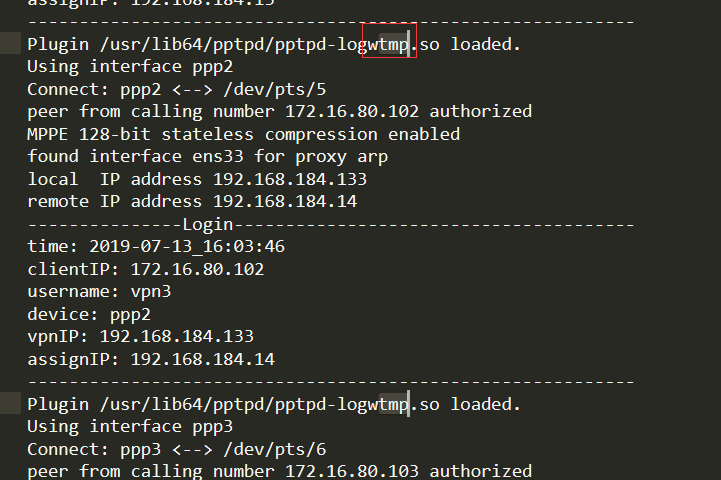 assignIP: 192.168.184.13
-----------------------------------------------------------
Plugin /usr/lib64/pptpd/pptpd-logwtmp.so loaded.
Using interface ppp2
Connect: ppp2 <--> /dev/pts/5
peer from calling number 172.16.80.102 authorized
MPPE 128-bit stateless compression enabled
found interface ens33 for proxy arp
local  IP address 192.168.184.133
remote IP address 192.168.184.14
---------------Login---------------------------------------
time: 2019-07-13_16:03:46
clientIP: 172.16.80.102
username: vpn3
device: ppp2
vpnIP: 192.168.184.133
assignIP: 192.168.184.14
-----------------------------------------------------------
Plugin /usr/lib64/pptpd/pptpd-logwtmp.so loaded.
Using interface ppp3
Connect: ppp3 <--> /dev/pts/6
peer from calling number 172.16.80.103 authorized